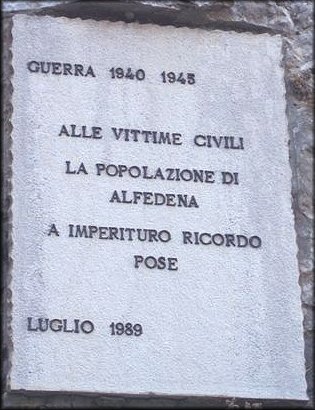 GUERRA 1940 1945
ALLE VITTIME CIVILI
LA POPOLAZIONE DI
ALFEDENA
A IMPERITURO RICORDO
POSE
LUGLIO 1989